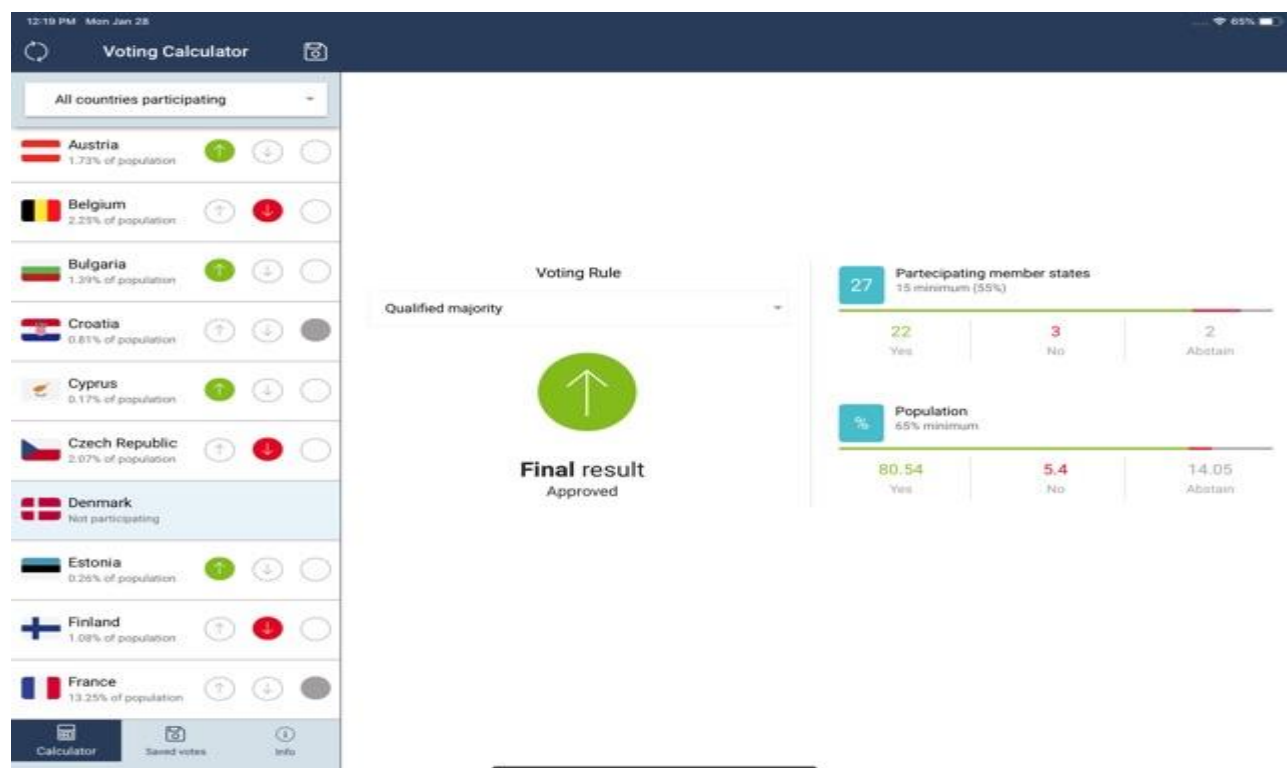 12:19 PM Mon Jan 28
65%
Voting Calculator
All countries participating
Austria
1.73% of population
Belgium
2.25% of population
Bulgaria
1.39% of population
Croatia
0.81% of population
Cyprus
0.17% of population
Czech Republic
2.07% of population
Denmark
Not participating
Estonia
0.26% of population
Finland
1.08% of population
France
13.25% of population
Calculator
Saved votes
Info
Voting Rule
Qualified majority
Final result
Approved
27
Partecipating member states
15 minimum (55%)
22
Yes
3
No
2
Abstain
%
Population
65% minimum
80.54
Yes
5.4
No
14.05
Abstain